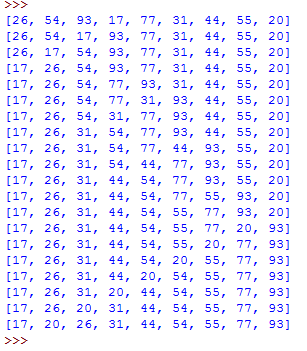 >>>
[26, 54, 93, 17, 77, 31, 44, 55, 20]
[26, 54, 17, 93, 77, 31, 44, 55, 20]
[26, 17, 54, 93, 77, 31, 44, 55, 20]
[17, 26, 54, 93, 77, 31, 44, 55, 20]
[17, 26, 54, 77, 93, 31, 44, 55, 20]
[17, 26, 54, 77, 31, 93, 44, 55, 20]
[17, 26, 54, 31, 77, 93, 44, 55, 20]
[17, 26, 31, 54, 77, 93, 44, 55, 20]
[17, 26, 31, 54, 77, 44, 93, 55, 20]
[17, 26, 31, 54, 44, 77, 93, 55, 20]
[17, 26, 31, 44, 54, 77, 93, 55, 20]
[17, 26, 31, 44, 54, 77, 55, 93, 20]
[17, 26, 31, 44, 54, 55, 77, 93, 20]
[17, 26, 31, 44, 54, 55, 77, 20, 93]
[17, 26, 31, 44, 54, 55, 20, 77, 93]
[17, 26, 31, 44, 54, 20, 55, 77, 93]
[17, 26, 31, 44, 20, 54, 55, 77, 93]
[17, 26, 31, 20, 44, 54, 55, 77, 93]
[17, 26, 20, 31, 44, 54, 55, 77, 93]
[17, 20, 26, 31, 44, 54, 55, 77, 93]
>>>